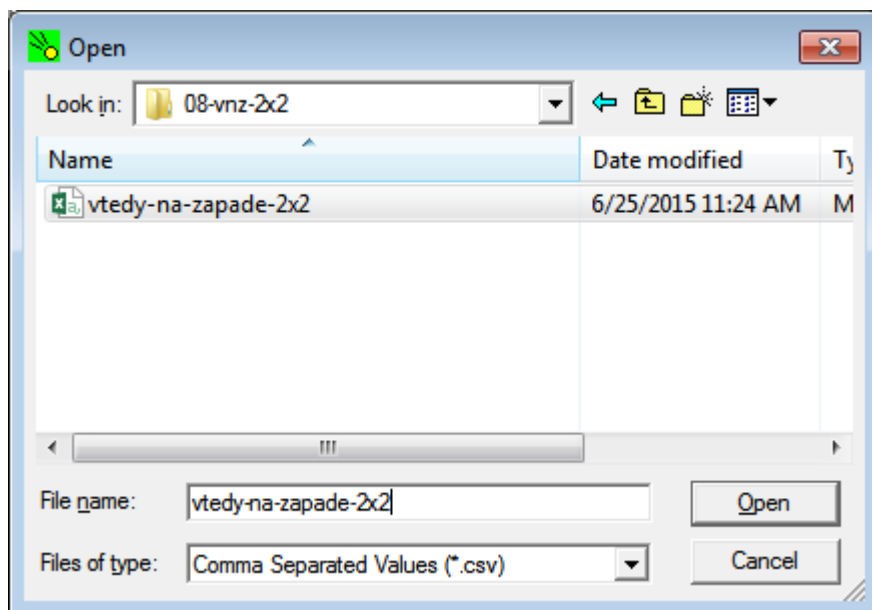 Open
Look in: 08-vnz-2x2
Name Date modified Ty
vtedy-na-zapade-2x2 6/25/2015 11:24 AM M
File name: vtedy-na-zapade-2x2 Open
Files of type: Comma Separated Values (*.csv) Cancel